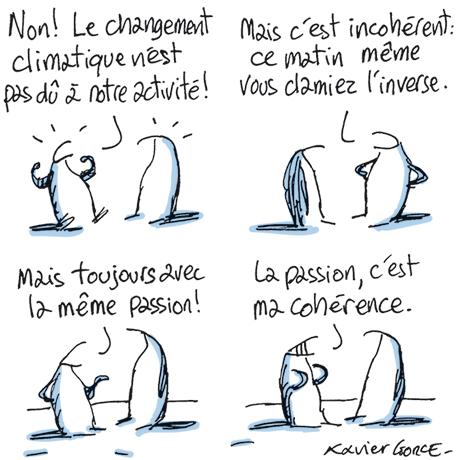 Non! Le changement
climatique n'est
pas dû à notre activité!
Mais c'est incohérent:
ce matin même
vous clamiez l'inverse.
Mais toujours avec
la même passion!
La passion, c'est
ma cohérence.
Xavier GORCE-